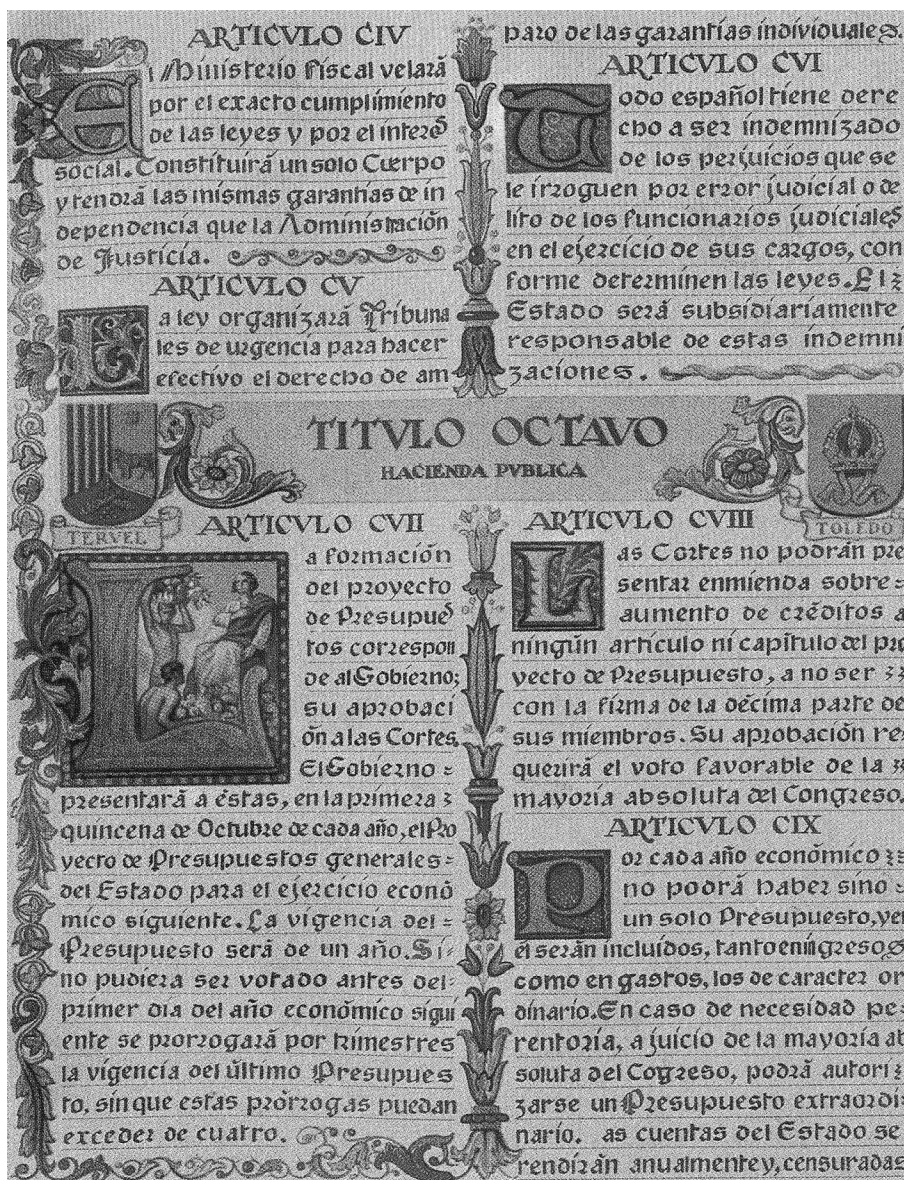 ARTICVLO CIV
El Ministerio Fiscal velará
por el exacto cumplimiento
de las leyes y por el interés
social. Constituirá un solo Cuerpo
y tendrá las mismas garantías de in
dependencia que la Administración
de Justicia.
ARTICVLO CV
La ley organizará Tribuna
les de urgencia para hacer
efectivo el derecho de am
paro de las garantías individuales.
ARTICVLO CVI
Todo español tiene dere
cho a ser indemnizado
de los perjuicios que se
le irroguen por error judicial o de
lito de los funcionarios judiciales
en el ejercicio de sus cargos, con
forme determinen las leyes. El
Estado será subsidiariamente
responsable de estas indemni
zaciones.
TITVLO OCTAVO
HACIENDA PVBLICA
TERVEL
TOLEDO
ARTICVLO CVII
La formación
del proyecto
de Presupues
tos correspon
de al Gobierno;
su aprobaci
ón a las Cortes.
El Gobierno =
presentará a éstas, en la primera
quincena de Octubre de cada año, el Pro
yecto de Presupuestos generales =
del Estado para el ejercicio econó
mico siguiente. La vigencia del =
Presupuesto será de un año. Si
no pudiera ser votado antes del
primer día del año económico sigui
ente se prorrogará por trimestres
la vigencia del último Presupues
to, sin que estas prórrogas puedan
exceder de cuatro.
ARTICVLO CVIII
Las Cortes no podrán pre
sentar enmienda sobre =
aumento de créditos a
ningún artículo ni capítulo del pro
yecto de Presupuesto, a no ser
con la firma de la décima parte de
sus miembros. Su aprobación re
querirá el voto favorable de la
mayoría absoluta del Congreso.
ARTICVLO CIX
Por cada año económico
no podrá haber sino =
un solo Presupuesto, y en
él serán incluídos, tanto en ingresos
como en gastos, los de caracter or
dinario. En caso de necesidad pe=
rentoria, a juicio de la mayoría ab
soluta del Cogreso, podrá autori
zarse un Presupuesto extraordi
nario. as cuentas del Estado se
rendirán anualmente y, censuradas